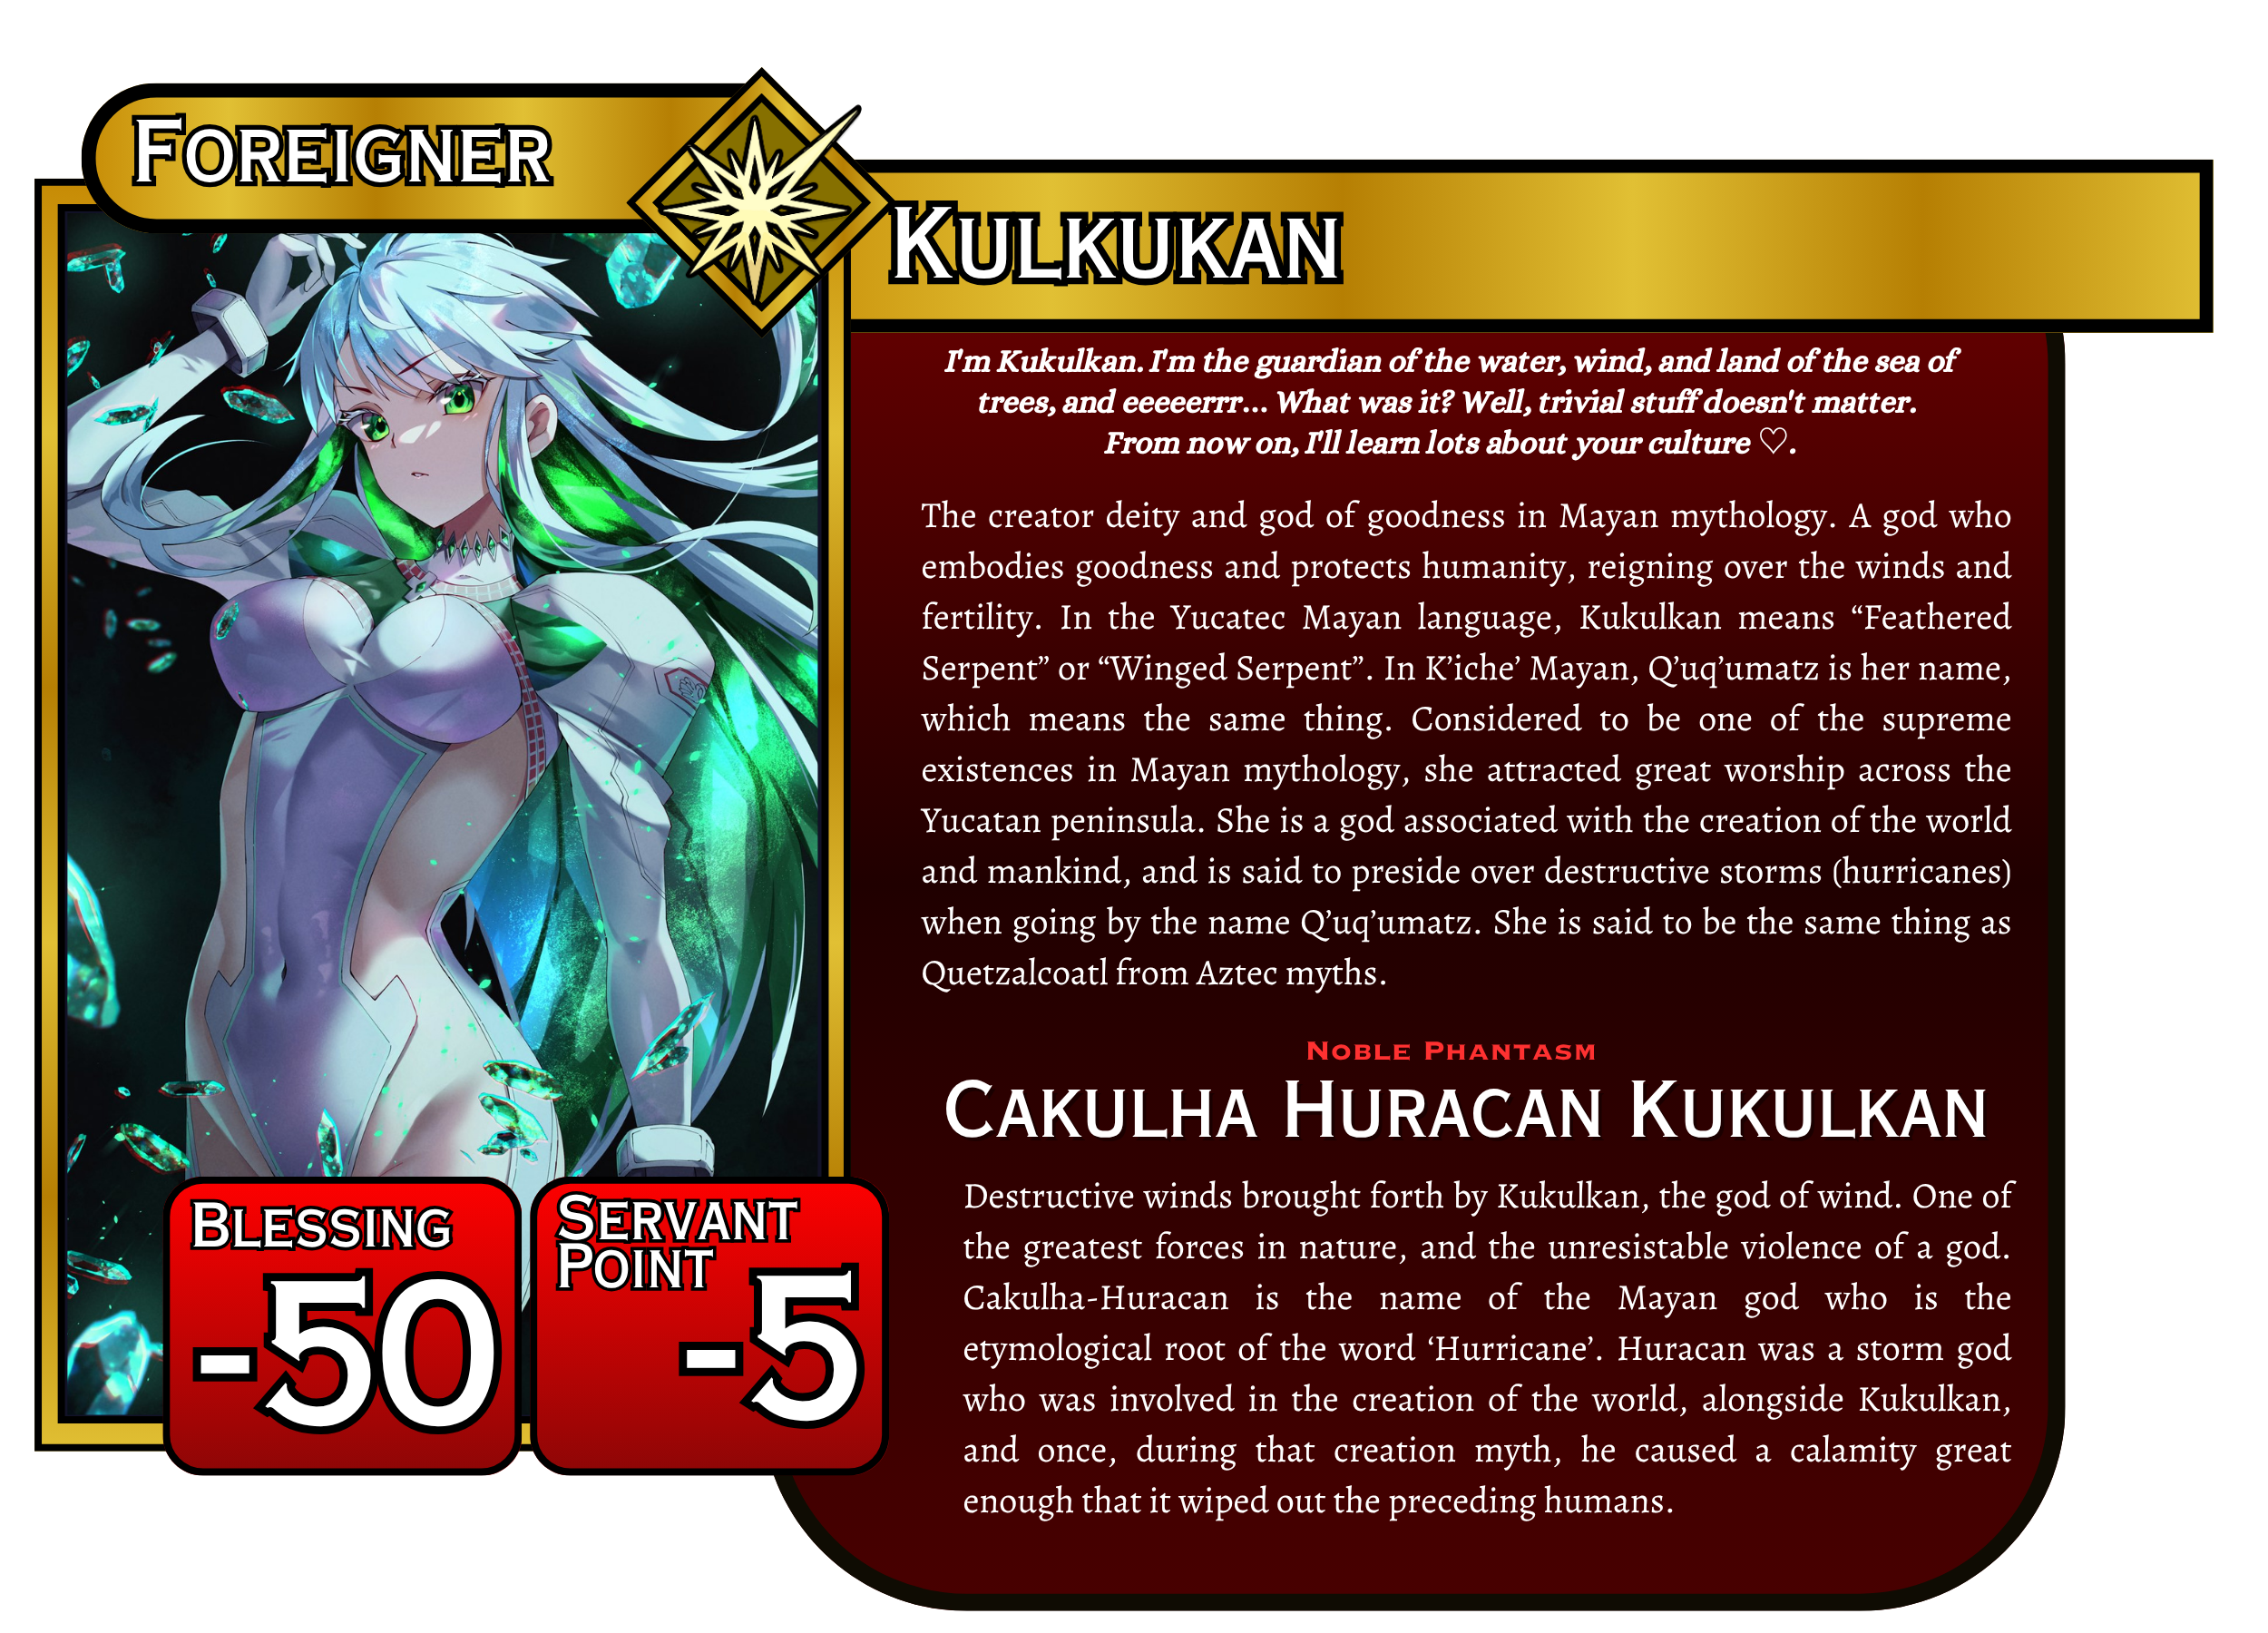 FOREIGNER
KULKUKAN
I'm Kukulkan. I'm the guardian of the water, wind, and land of the sea of
trees, and eeeeerrr... What was it? Well, trivial stuff doesn't matter.
From now on, I'll learn lots about your culture ♡.
The creator deity and god of goodness in Mayan mythology. A god who
embodies goodness and protects humanity, reigning over the winds and
fertility. In the Yucatec Mayan language, Kukulkan means “Feathered
Serpent” or “Winged Serpent”. In K’iche’ Mayan, Q’uq’umatz is her name,
which means the same thing. Considered to be one of the supreme
existences in Mayan mythology, she attracted great worship across the
Yucatan peninsula. She is a god associated with the creation of the world
and mankind, and is said to preside over destructive storms (hurricanes)
when going by the name Q’uq’umatz. She is said to be the same thing as
Quetzalcoatl from Aztec myths.
NOBLE PHANTASM
CAKULHA HURACAN KUKULKAN
Destructive winds brought forth by Kukulkan, the god of wind. One of
the greatest forces in nature, and the unresistable violence of a god.
Cakulha-Huracan is the name of the Mayan god who is the
etymological root of the word ‘Hurricane’. Huracan was a storm god
who was involved in the creation of the world, alongside Kukulkan,
and once, during that creation myth, he caused a calamity great
enough that it wiped out the preceding humans.
BLESSING
-50
SERVANT
POINT
-5